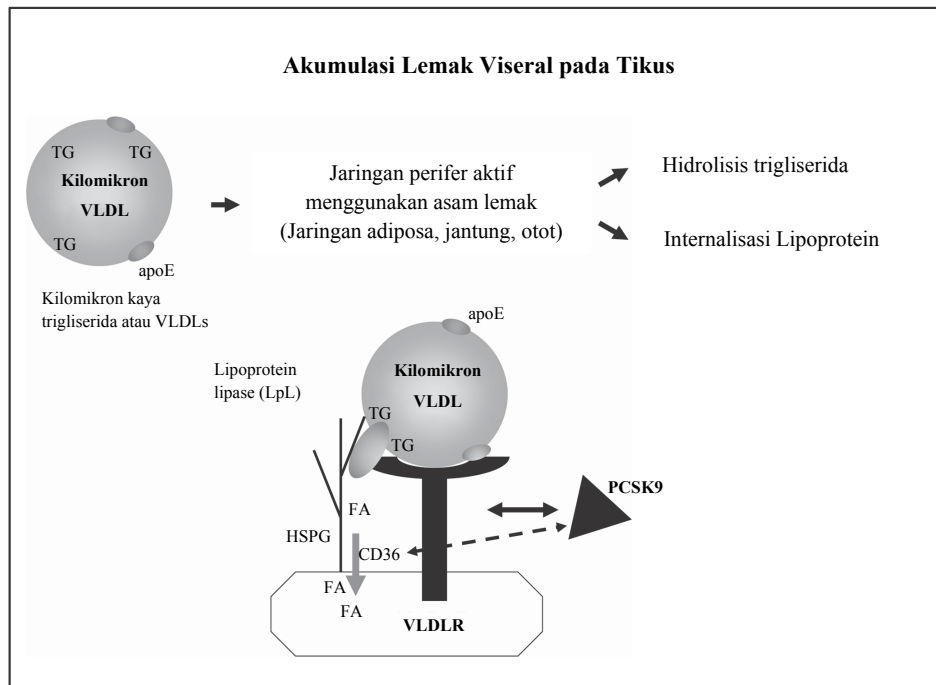 Akumulasi Lemak Viseral pada Tikus
TG
TG
Kilomikron
VLDL
TG
apoE
Kilomikron kaya
trigliserida atau VLDLs
Jaringan perifer aktif
menggunakan asam lemak
(Jaringan adiposa, jantung, otot)
Hidrolisis trigliserida
Internalisasi Lipoprotein
apoE
Lipoprotein
lipase (LpL)
Kilomikron
VLDL
TG
TG
PCSK9
FA
HSPG
CD36
FA
FA
VLDLR